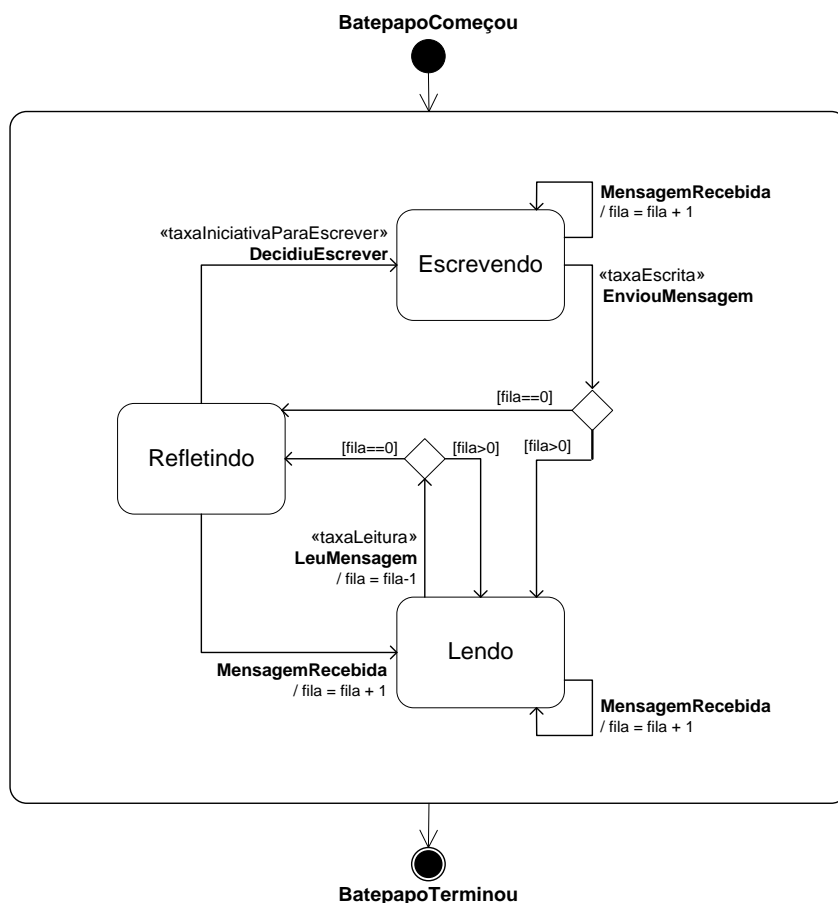 BatepapoComeçou
MensagemRecebida
/ fila = fila + 1
«taxaIniciativaParaEscrever»
DecidiuEscrever
Escrevendo
«taxaEscrita»
EnviouMensagem
[fila==0]
Refletindo
[fila==0]
[fila>0]
[fila>0]
«taxaLeitura»
LeuMensagem
/ fila = fila-1
Lendo
MensagemRecebida
/ fila = fila + 1
MensagemRecebida
/ fila = fila + 1
BatepapoTerminou